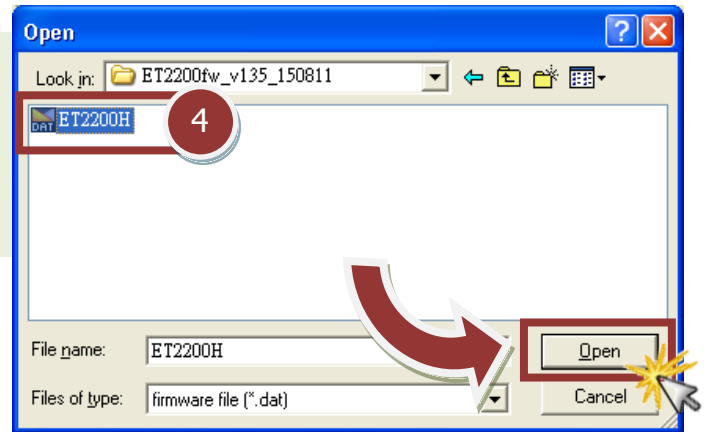 Open
Look in: ET2200fw_v135_150811
DAT ET2200H 4
File name: ET2200H Open
Files of type: firmware file (*.dat) Cancel